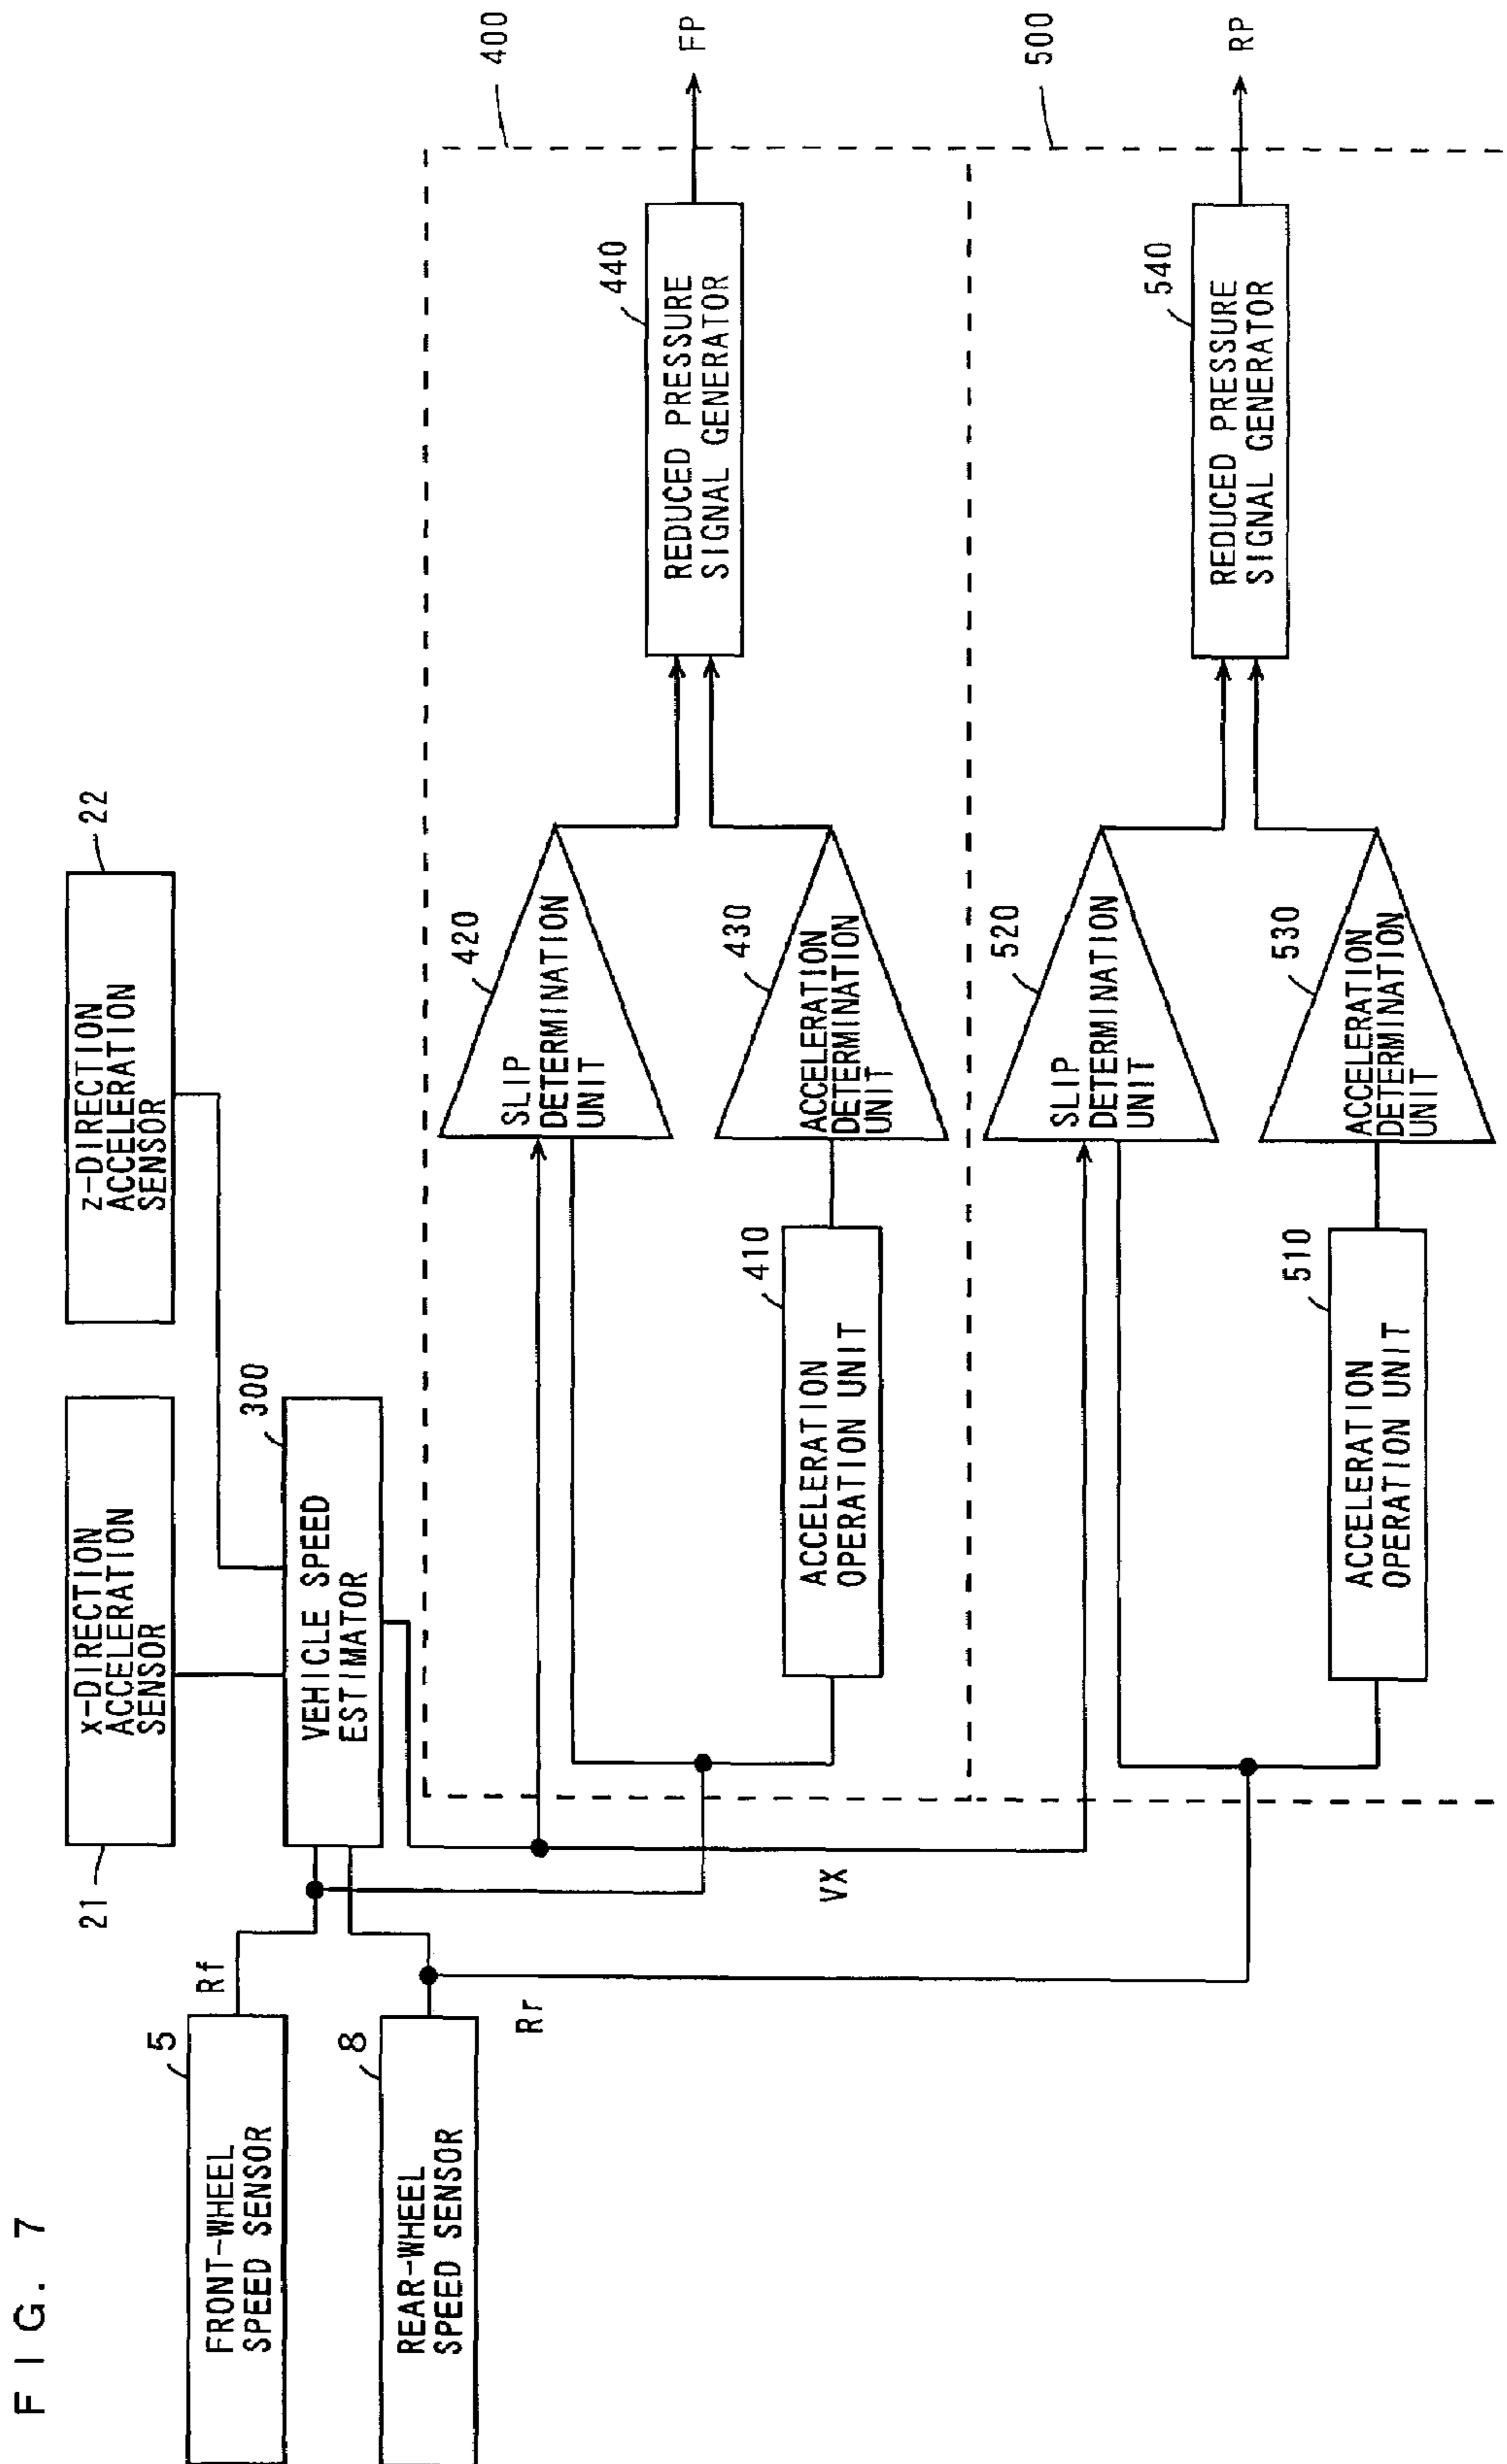 FIG. 7
21
x-DIRECTION
ACCELERATION
SENSOR
22
z-DIRECTION
ACCELERATION
SENSOR
5
FRONT-WHEEL
SPEED SENSOR
Rf
8
REAR-WHEEL
SPEED SENSOR
Rr
300
VEHICLE SPEED
ESTIMATOR
VX
400
420
SLIP
DETERMINATION
UNIT
410
ACCELERATION
OPERATION UNIT
430
ACCELERATION
DETERMINATION
UNIT
440
REDUCED PRESSURE
SIGNAL GENERATOR
FP
500
520
SLIP
DETERMINATION
UNIT
510
ACCELERATION
OPERATION UNIT
530
ACCELERATION
DETERMINATION
UNIT
540
REDUCED PRESSURE
SIGNAL GENERATOR
RP